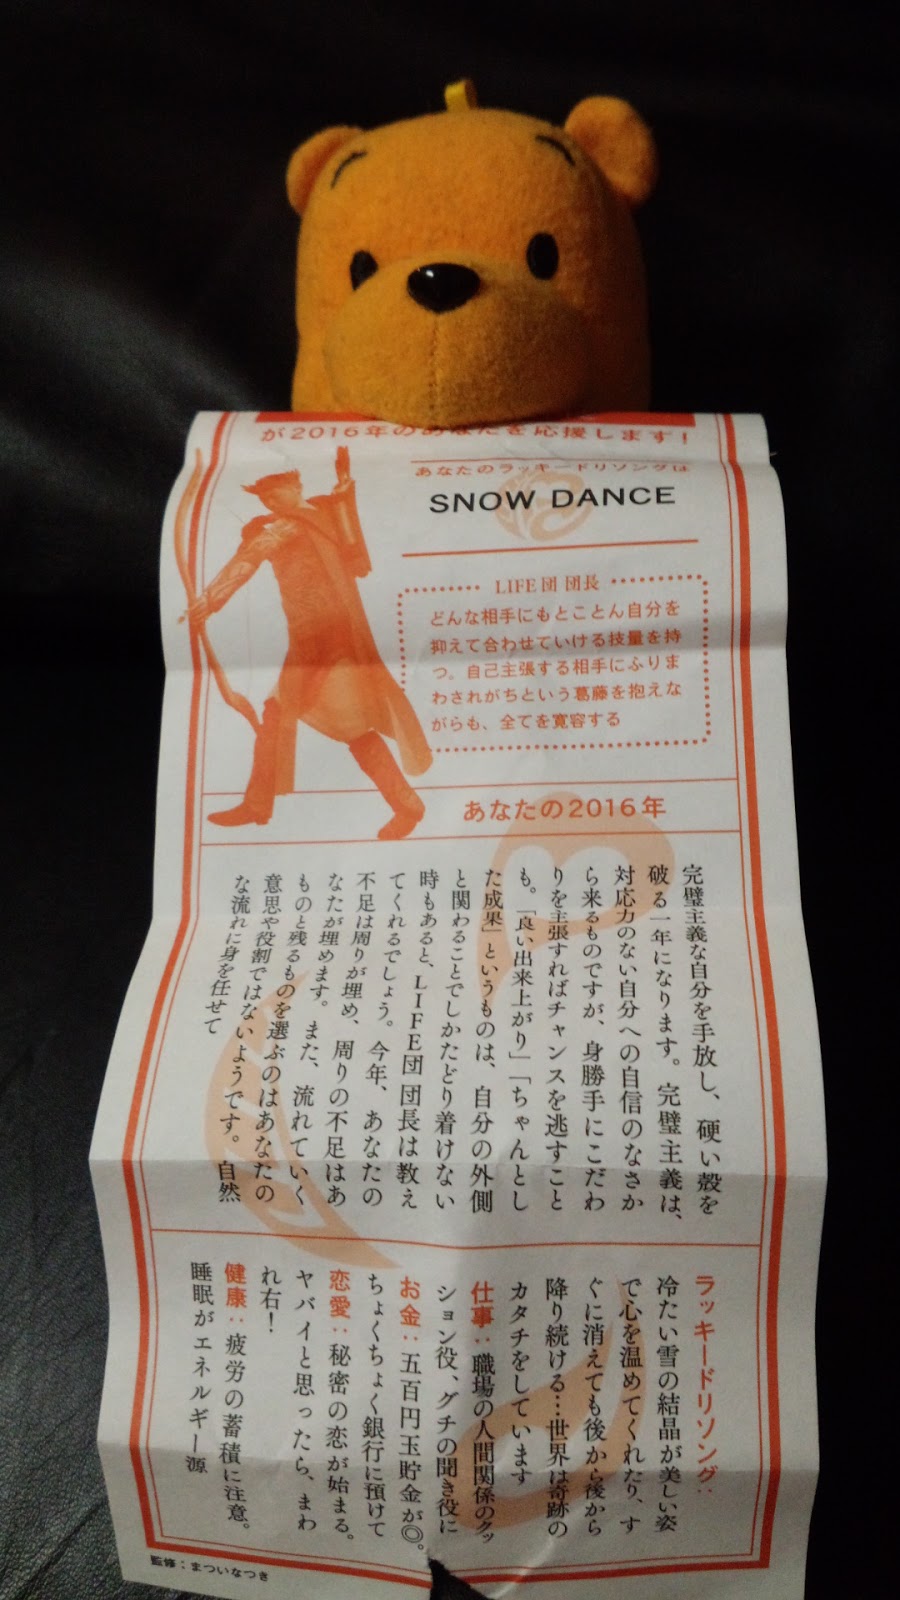 が2016年のあなたを応援します!
あなたのラッキードリソングは
SNOW DANCE
LIFE団 団長
どんな相手にもとことん自分を
抑えて合わせていける技量を持
つ。自己主張する相手にふりま
わされがちという葛藤を抱えな
がらも、全てを寛容する
あなたの2016年
完璧主義な自分を手放し、硬い殻を
破る一年になります。完璧主義は、
対応力のない自分への自信のなさか
ら来るものですが、身勝手にこだわ
りを主張すればチャンスを逃すこと
も。「良い出来上がり」「ちゃんとし
た成果」というものは、自分の外側
と関わることでしかたどり着けない
時もあると、LIFE団 団長は教え
てくれるでしょう。今年、あなたの
不足は周りが埋め、周りの不足はあ
なたが埋めます。また、流れていく
ものと残るものを選ぶのはあなたの
意思や役割ではないようです。自然
な流れに身を任せて
ラッキードリソング:
冷たい雪の結晶が美しい姿
で心を温めてくれたり、す
ぐに消えても後から後から
降り続ける…世界は奇跡の
カタチをしています
仕事:職場の人間関係のクッ
ション役、グチの聞き役に
お金:五百円玉貯金が◎。
ちょくちょく銀行に預けて
恋愛:秘密の恋が始まる。
ヤバイと思ったら、まわ
れ右!
健康:疲労の蓄積に注意。
睡眠がエネルギー源
監修:まついなつき